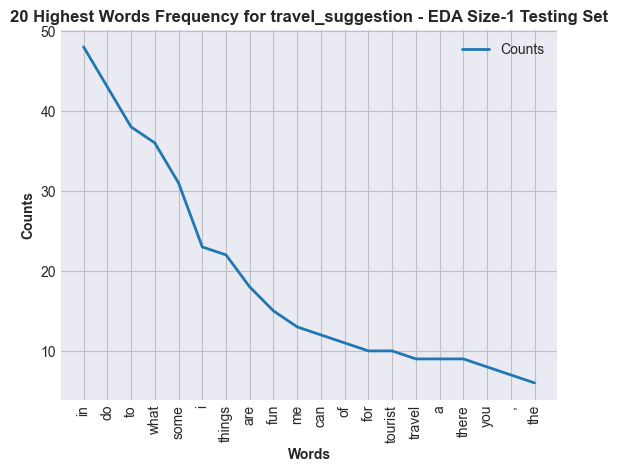 20 Highest Words Frequency for travel_suggestion - EDA Size-1 Testing Set
Counts
50
40
30
20
10
Counts
in
do
to
what
some
i
things
are
fun
me
can
of
for
tourist
travel
a
there
you
,
the
Words